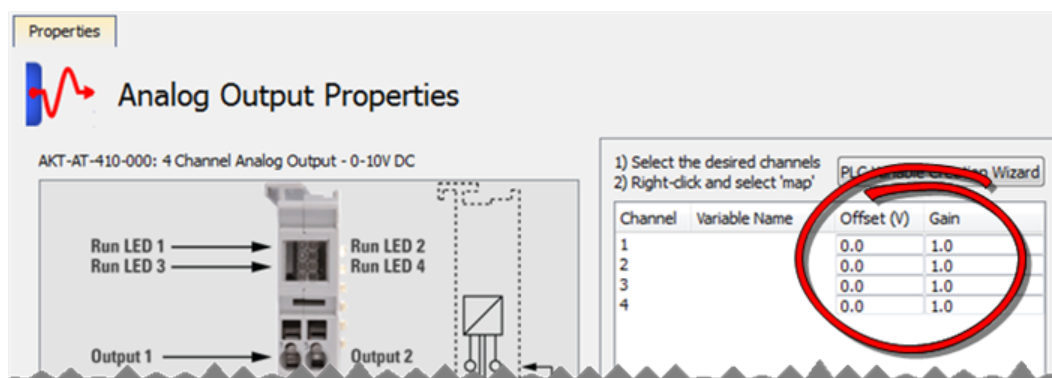 Properties
Analog Output Properties
AKT-AT-410-000: 4 Channel Analog Output - 0-10V DC
Run LED 1
Run LED 2
Run LED 3
Run LED 4
Output 1
Output 2
1) Select the desired channels
2) Right-click and select 'map'
PLC Variable Creation Wizard
Channel Variable Name Offset (V) Gain
1 0.0 1.0
2 0.0 1.0
3 0.0 1.0
4 0.0 1.0